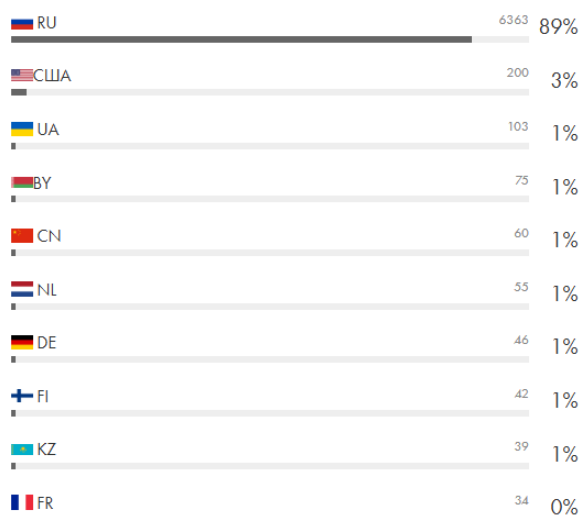 RU 6363 89%
США 200 3%
UA 103 1%
BY 75 1%
CN 60 1%
NL 55 1%
DE 46 1%
FI 42 1%
KZ 39 1%
FR 34 0%